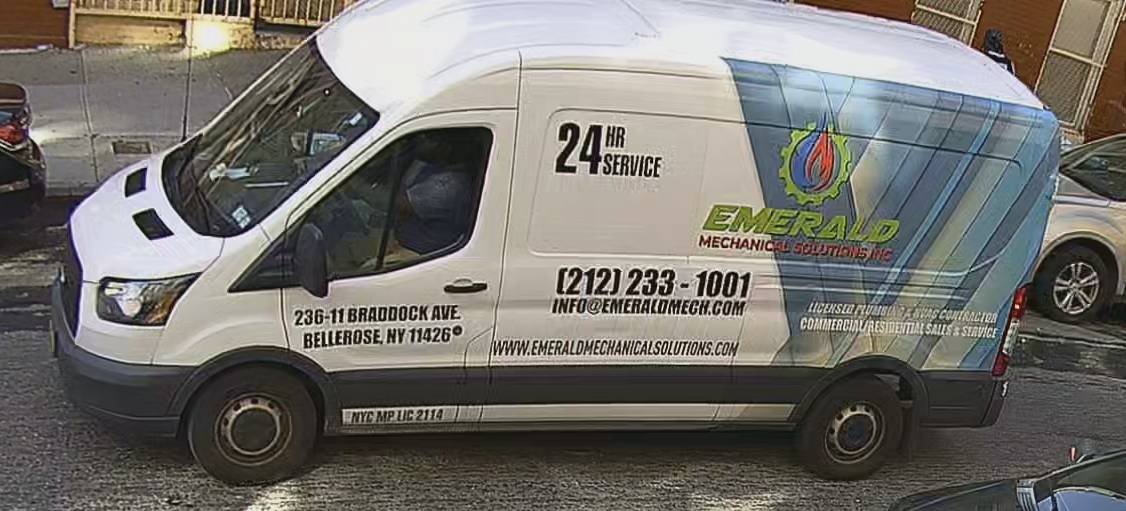 24 HR
SERVICE
EMERALD
MECHANICAL SOLUTIONS INC
(212) 233 - 1001
INFO@EMERALDMECH.COM
236-11 BRADDOCK AVE.
BELLEROSE, NY 11426
LICENSED PLUMBING & HVAC CONTRACTOR
COMMERCIAL/RESIDENTIAL SALES & SERVICE
WWW.EMERALDMECHANICALSOLUTIONS.COM
NYC MP LIC 2114